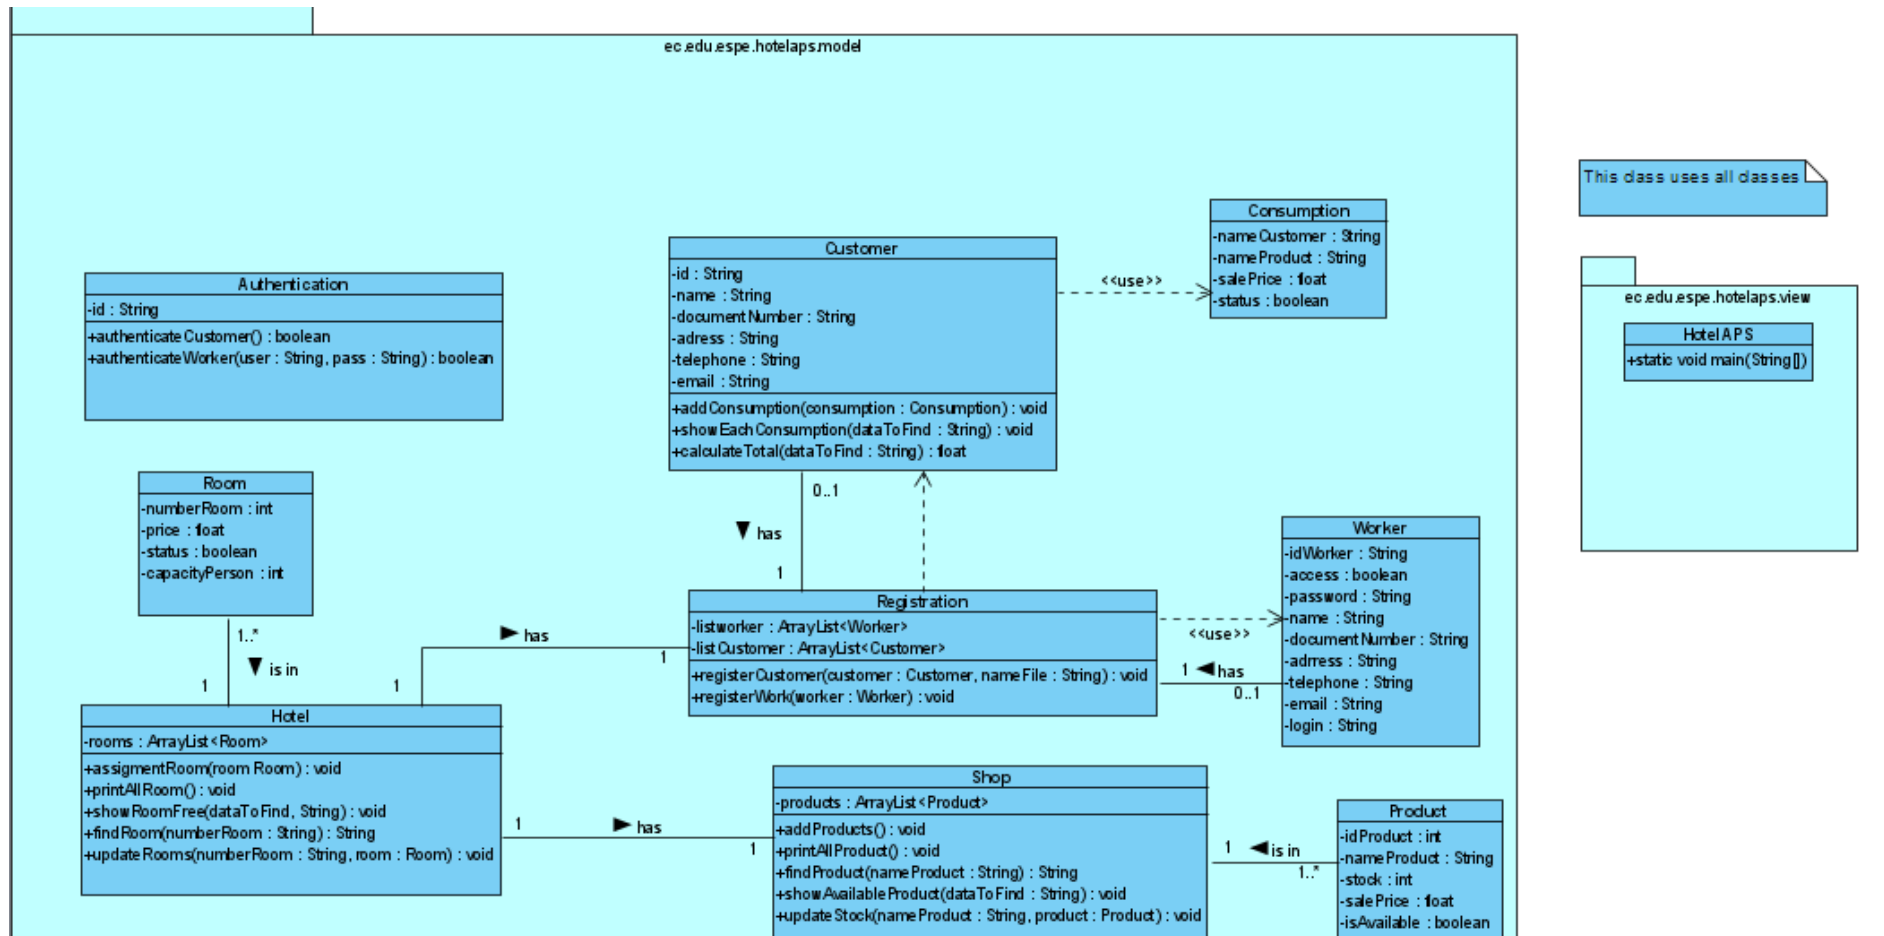 ec.edu.espe.hotelaps.model
This class uses all classes
Consumption
-nameCustomer : String
-nameProduct : String
-salePrice : float
-status : boolean
Customer
-id : String
-name : String
-documentNumber : String
-adress : String
-telephone : String
-email : String
+addConsumption(consumption : Consumption) : void
+showEachConsumption(dataToFind : String) : void
+calculateTotal(dataToFind : String) : float
<<use>>
Authentication
-id : String
+authenticateCustomer() : boolean
+authenticateWorker(user : String, pass : String) : boolean
ec.edu.espe.hotelaps.view
HotelAPS
+static void main(String[])
Room
-numberRoom : int
-price : float
-status : boolean
-capacityPerson : int
0..1
has
1
Worker
-idWorker : String
-access : boolean
-password : String
-name : String
-documentNumber : String
-adrress : String
-telephone : String
-email : String
-login : String
Registration
-listworker : ArrayList<Worker>
-listCustomer : ArrayList<Customer>
+registerCustomer(customer : Customer, nameFile : String) : void
+registerWork(worker : Worker) : void
<<use>>
1
has
0..1
1..*
is in
1
1
has
1
Hotel
-rooms : ArrayList<Room>
+assigmentRoom(room Room) : void
+printAllRoom() : void
+showRoomFree(dataToFind, String) : void
+findRoom(numberRoom : String) : String
+updateRooms(numberRoom : String, room : Room) : void
1
has
1
Shop
-products : ArrayList<Product>
+addProducts() : void
+printAllProduct() : void
+findProduct(nameProduct : String) : String
+showAvailableProduct(dataToFind : String) : void
+updateStock(nameProduct : String, product : Product) : void
1
is in
1..*
Product
-idProduct : int
-nameProduct : String
-stock : int
-salePrice : float
-isAvailable : boolean